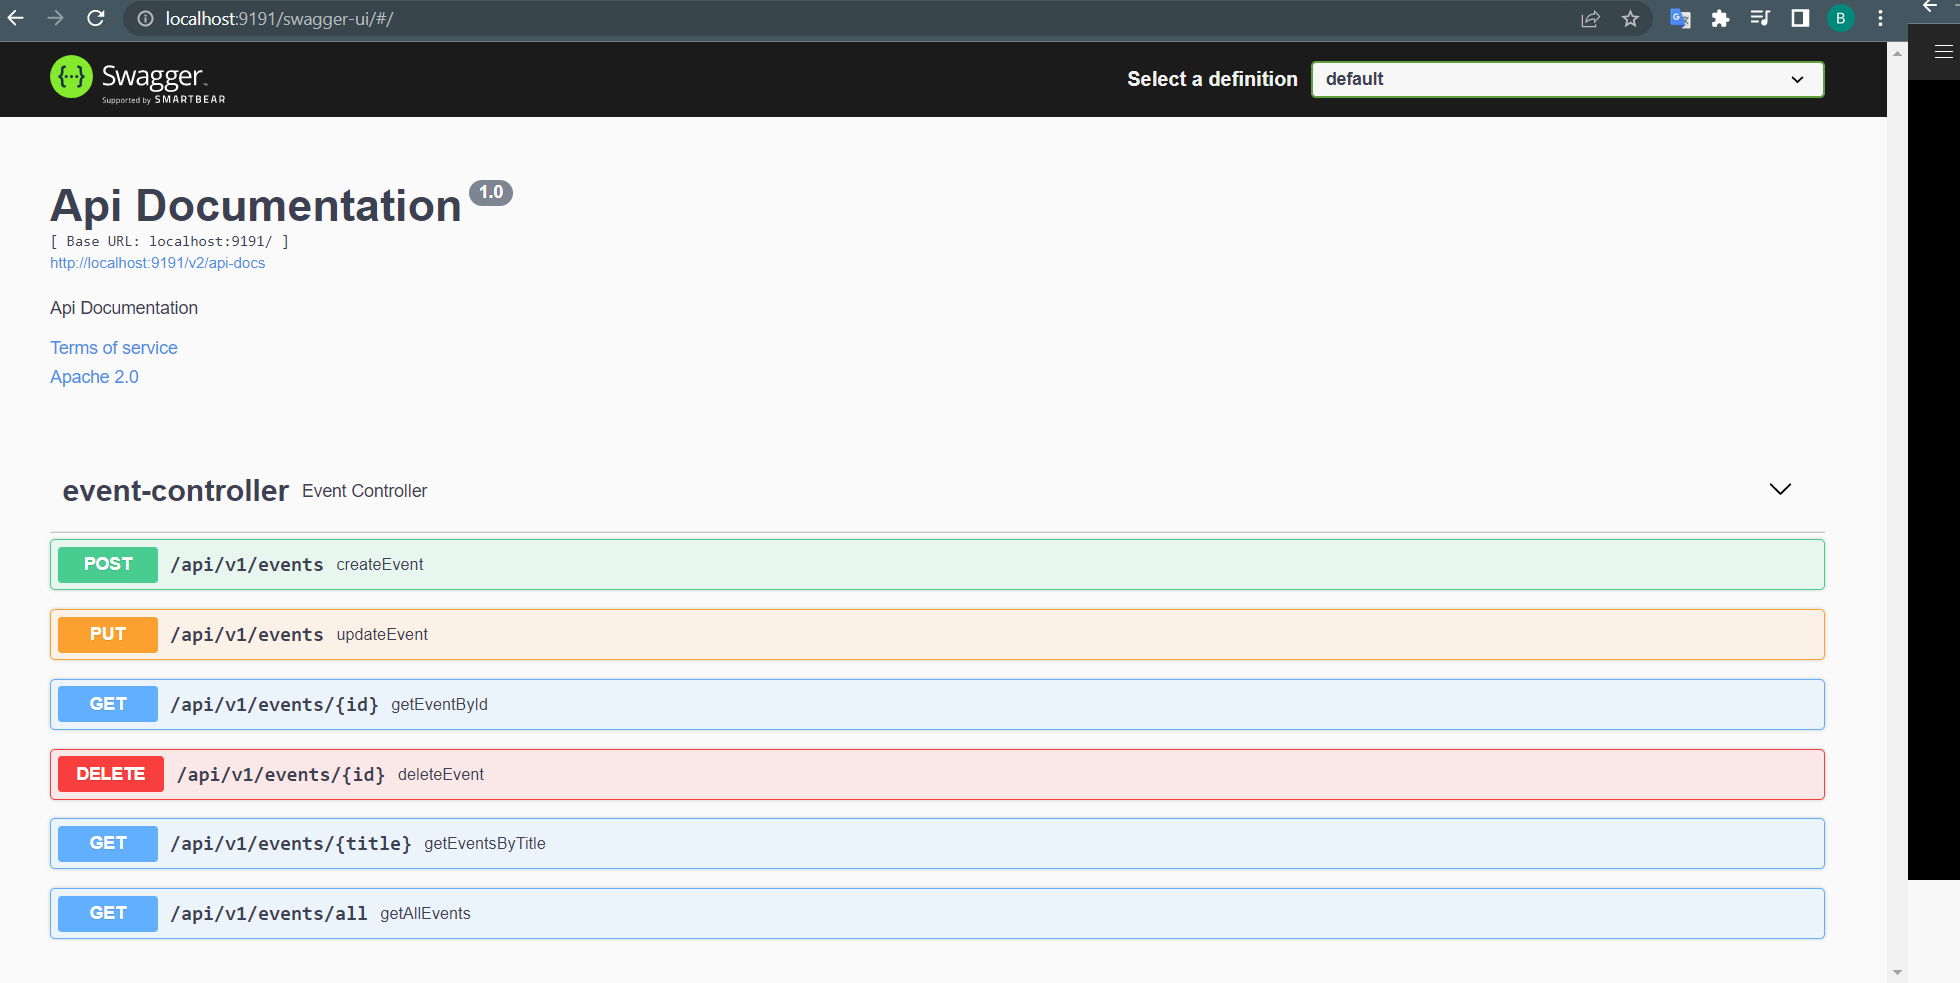 localhost:9191/swagger-ui/#/
B
Swagger
Supported by SMARTBEAR
Select a definition
default
Api Documentation 1.0
[ Base URL: localhost:9191/ ]
http://localhost:9191/v2/api-docs
Api Documentation
Terms of service
Apache 2.0
event-controller Event Controller
POST /api/v1/events createEvent
PUT /api/v1/events updateEvent
GET /api/v1/events/{id} getEventById
DELETE /api/v1/events/{id} deleteEvent
GET /api/v1/events/{title} getEventsByTitle
GET /api/v1/events/all getAllEvents